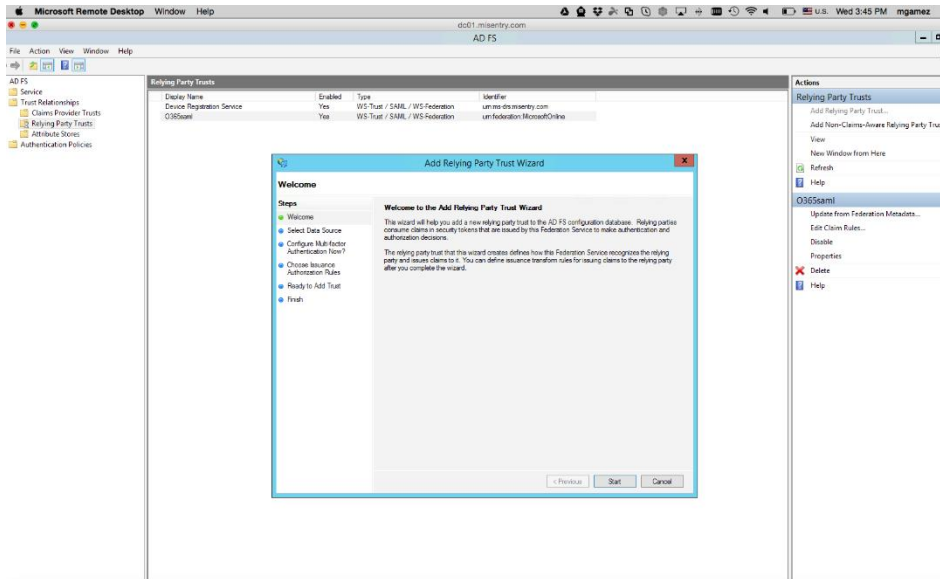 Microsoft Remote Desktop Window Help
U.S. Wed 3:45 PM mgamez
dc01.misentry.com
AD FS
File Action View Window Help
AD FS
Service
Trust Relationships
Claims Provider Trusts
Relying Party Trusts
Attribute Stores
Authentication Policies
Relying Party Trusts
Display Name Enabled Type Identifier
Device Registration Service Yes WS-Trust / SAML / WS-Federation urn:ms-drs:misentry.com
O365saml Yes WS-Trust / SAML / WS-Federation urn:federation:MicrosoftOnline
Add Relying Party Trust Wizard
Welcome
Steps
Welcome
Select Data Source
Configure Multi-factor
Authentication Now?
Choose Issuance
Authorization Rules
Ready to Add Trust
Finish
Welcome to the Add Relying Party Trust Wizard
This wizard will help you add a new relying party trust to the AD FS configuration database. Relying parties
consume claims in security tokens that are issued by this Federation Service to make authentication and
authorization decisions.
The relying party trust that this wizard creates defines how this Federation Service recognizes the relying
party and issues claims to it. You can define issuance transform rules for issuing claims to the relying party
after you complete the wizard.
< Previous Start Cancel
Actions
Relying Party Trusts
Add Relying Party Trust...
Add Non-Claims-Aware Relying Party Trus
View
New Window from Here
Refresh
Help
O365saml
Update from Federation Metadata...
Edit Claim Rules...
Disable
Properties
Delete
Help